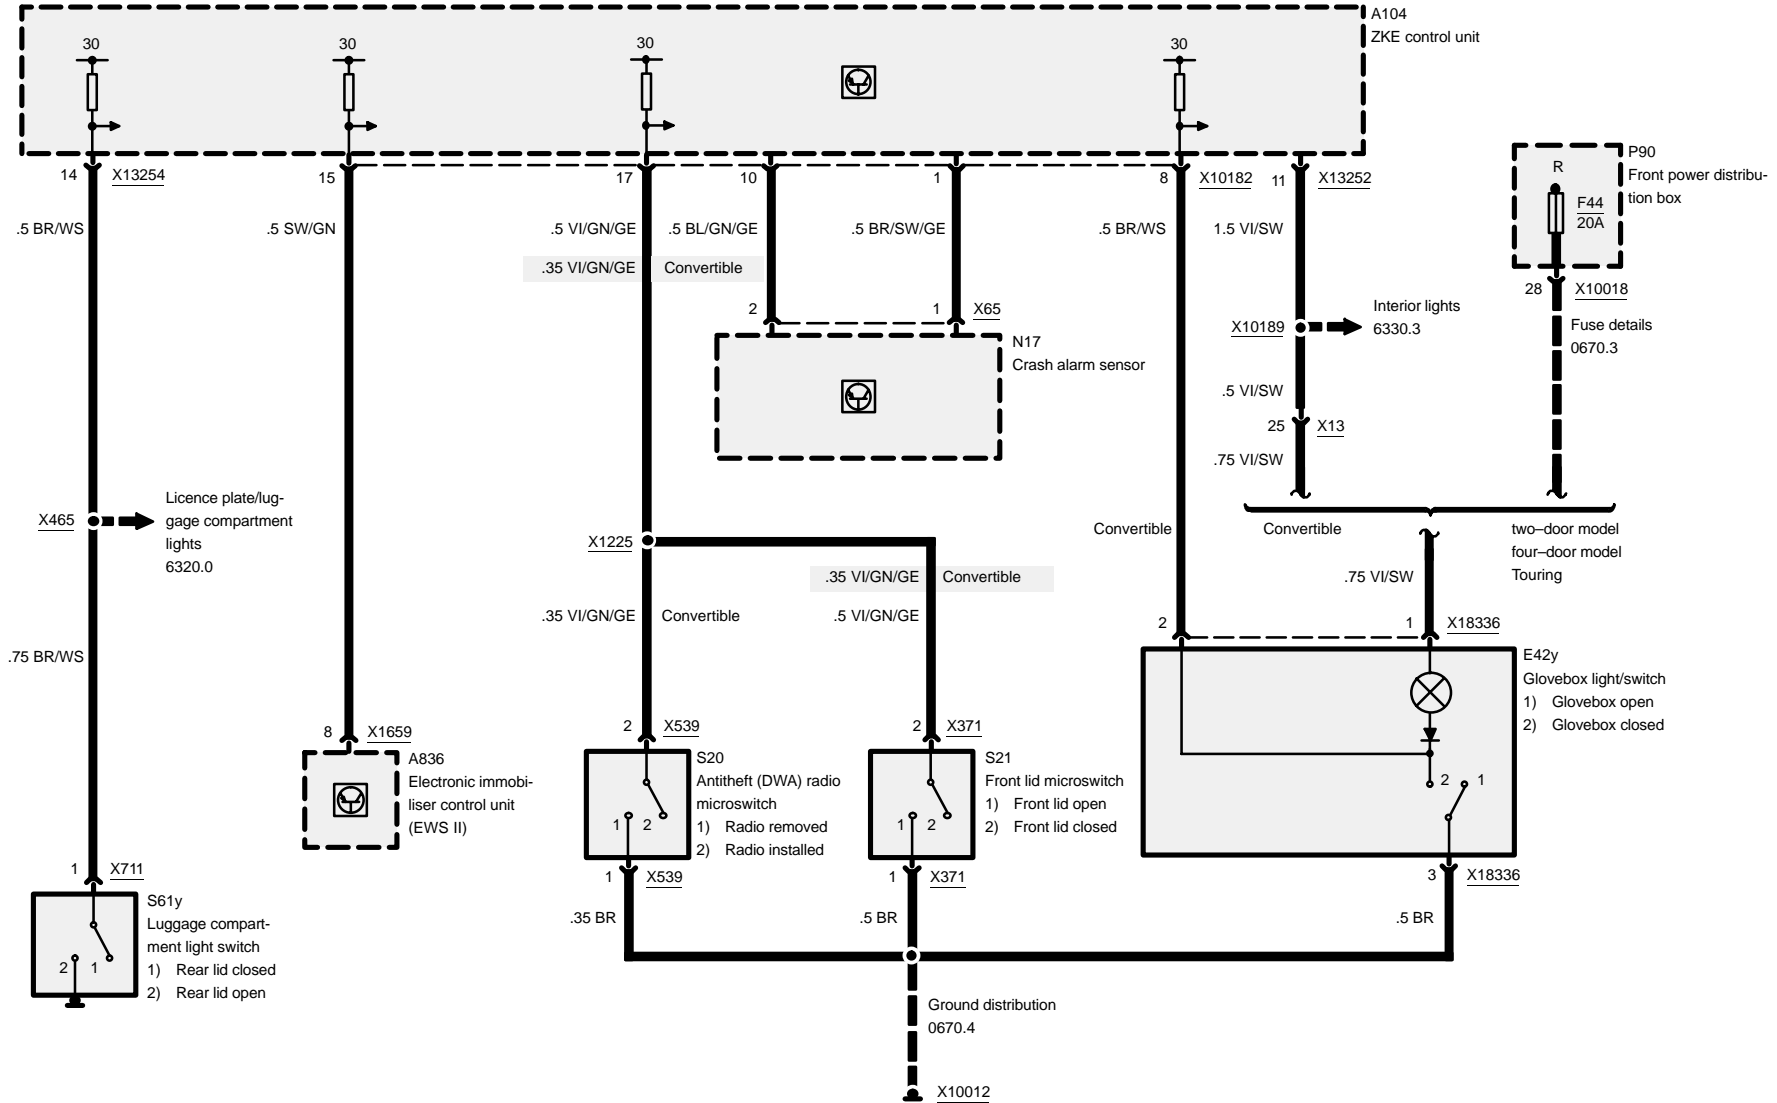 A104
ZKE control unit
30
30
30
30
14
X13254
15
17
10
1
8
X10182
11
X13252
P90
Front power distribu-
tion box
R
F44
20A
.5 BR/WS
.5 SW/GN
.5 VI/GN/GE
.5 BL/GN/GE
.5 BR/SW/GE
.5 BR/WS
1.5 VI/SW
.35 VI/GN/GE
Convertible
28
X10018
2
1
X65
Interior lights
6330.3
X10189
Fuse details
0670.3
N17
Crash alarm sensor
.5 VI/SW
25
X13
.75 VI/SW
Licence plate/lug-
gage compartment
lights
6320.0
X465
X1225
Convertible
Convertible
two–door model
four–door model
Touring
.35 VI/GN/GE
Convertible
.75 VI/SW
.35 VI/GN/GE
Convertible
.5 VI/GN/GE
2
1
X18336
.75 BR/WS
E42y
Glovebox light/switch
1) Glovebox open
2) Glovebox closed
8
X1659
2
X539
2
X371
A836
Electronic immobi-
liser control unit
(EWS II)
S20
Antitheft (DWA) radio
microswitch
1) Radio removed
2) Radio installed
1
2
S21
Front lid microswitch
1) Front lid open
2) Front lid closed
1
2
2
1
1
X711
1
X539
1
X371
3
X18336
S61y
Luggage compart-
ment light switch
1) Rear lid closed
2) Rear lid open
2
1
.35 BR
.5 BR
.5 BR
Ground distribution
0670.4
X10012